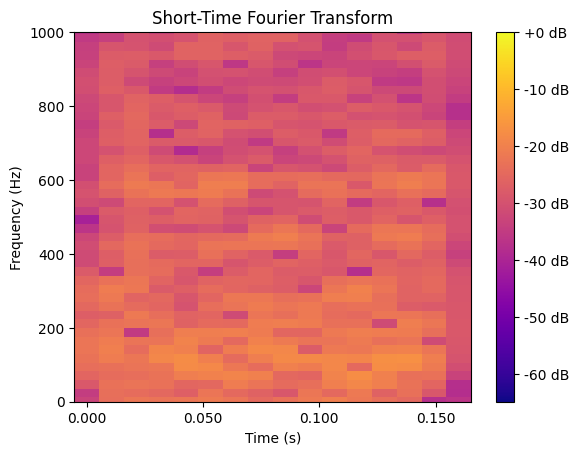 Short-Time Fourier Transform
1000
800
600
400
200
0
Frequency (Hz)
0.000
0.050
0.100
0.150
Time (s)
+0 dB
-10 dB
-20 dB
-30 dB
-40 dB
-50 dB
-60 dB